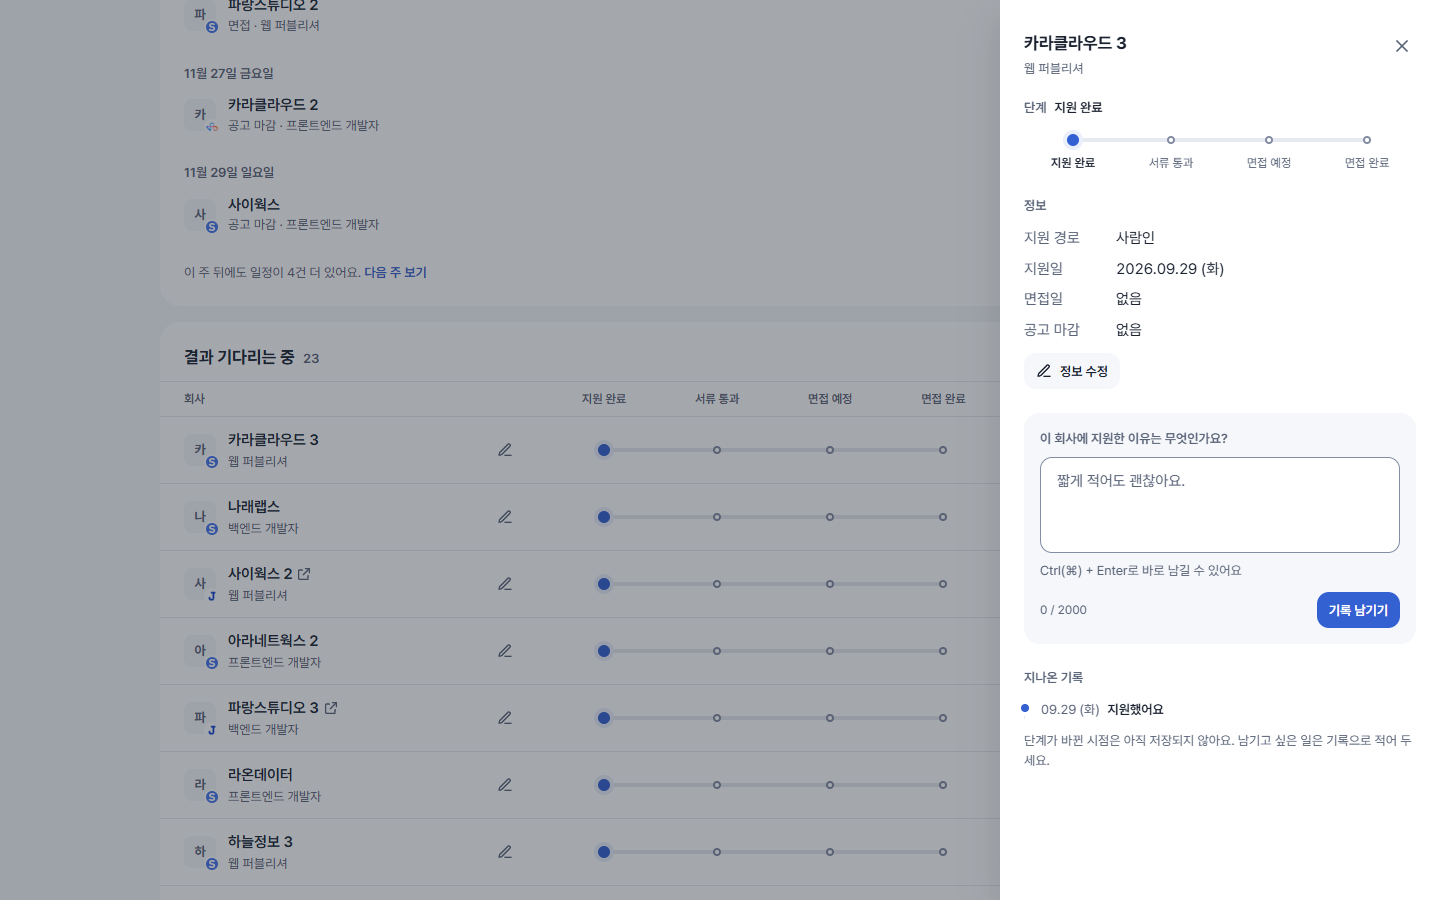 파랑스튜디오 2
파
S
면접 · 웹 퍼블리셔
11월 27일 금요일
카
카라클라우드 2
공고 마감 · 프론트엔드 개발자
11월 29일 일요일
사
S
사이웍스
공고 마감 · 프론트엔드 개발자
이 주 뒤에도 일정이 4건 더 있어요. 다음 주 보기
결과 기다리는 중 23
회사 지원 완료 서류 통과 면접 예정 면접 완료
카
S
카라클라우드 3
웹 퍼블리셔
나
S
나래랩스
백엔드 개발자
사
J
사이웍스 2
웹 퍼블리셔
아
S
아라네트웍스 2
프론트엔드 개발자
파
J
파랑스튜디오 3
백엔드 개발자
라
S
라온데이터
프론트엔드 개발자
하
S
하늘정보 3
웹 퍼블리셔
카라클라우드 3
웹 퍼블리셔
단계 지원 완료
지원 완료 서류 통과 면접 예정 면접 완료
정보
지원 경로 사람인
지원일 2026.09.29 (화)
면접일 없음
공고 마감 없음
정보 수정
이 회사에 지원한 이유는 무엇인가요?
짧게 적어도 괜찮아요.
Ctrl(⌘) + Enter로 바로 남길 수 있어요
0 / 2000
기록 남기기
지나온 기록
09.29 (화) 지원했어요
단계가 바뀐 시점은 아직 저장되지 않아요. 남기고 싶은 일은 기록으로 적어 두
세요.